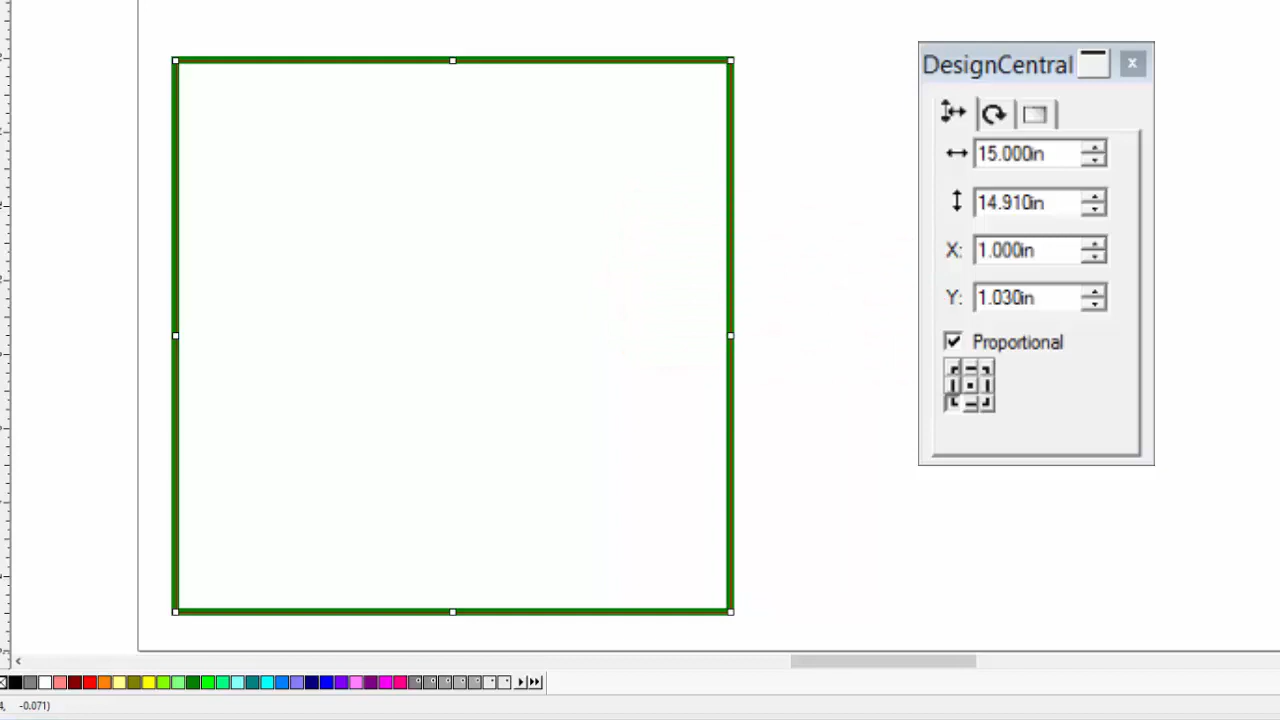 DesignCentral
15.000in
14.910in
X: 1.000in
Y: 1.030in
Proportional
-0.071)